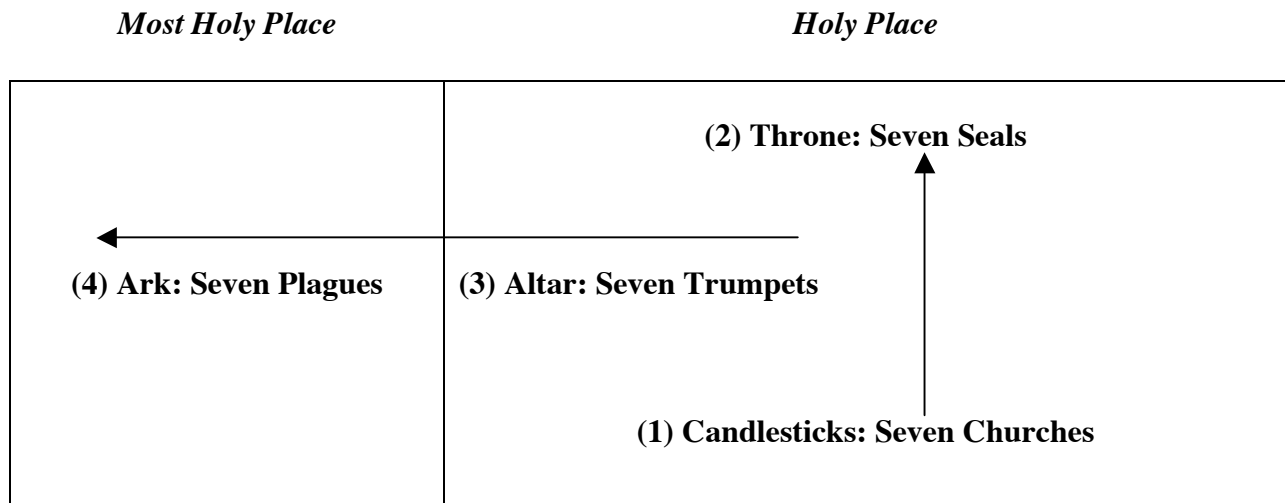 Most Holy Place
Holy Place
(2) Throne: Seven Seals
(4) Ark: Seven Plagues
(3) Altar: Seven Trumpets
(1) Candlesticks: Seven Churches